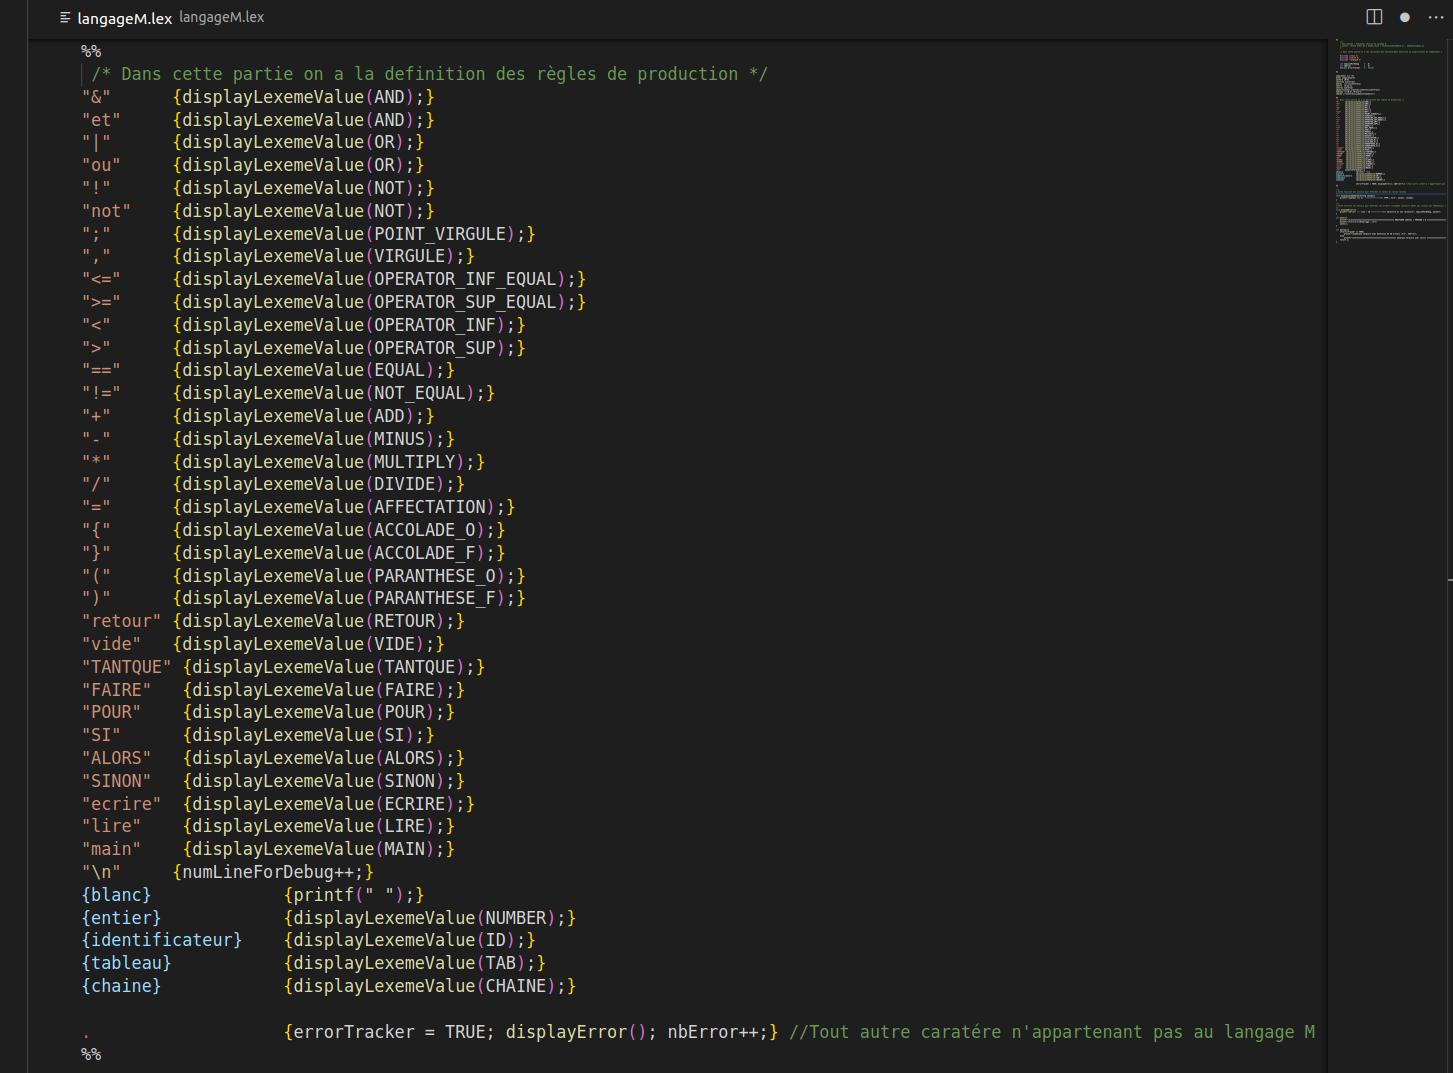 langageM.lex langageM.lex
%%
/* Dans cette partie on a la definition des règles de production */
"&" {displayLexemeValue(AND);}
"et" {displayLexemeValue(AND);}
"|" {displayLexemeValue(OR);}
"ou" {displayLexemeValue(OR);}
"!" {displayLexemeValue(NOT);}
"not" {displayLexemeValue(NOT);}
";" {displayLexemeValue(POINT_VIRGULE);}
"," {displayLexemeValue(VIRGULE);}
"<=" {displayLexemeValue(OPERATOR_INF_EQUAL);}
">=" {displayLexemeValue(OPERATOR_SUP_EQUAL);}
"<" {displayLexemeValue(OPERATOR_INF);}
">" {displayLexemeValue(OPERATOR_SUP);}
"==" {displayLexemeValue(EQUAL);}
"!=" {displayLexemeValue(NOT_EQUAL);}
"+" {displayLexemeValue(ADD);}
"-" {displayLexemeValue(MINUS);}
"*" {displayLexemeValue(MULTIPLY);}
"/" {displayLexemeValue(DIVIDE);}
"=" {displayLexemeValue(AFFECTATION);}
"{" {displayLexemeValue(ACCOLADE_O);}
"}" {displayLexemeValue(ACCOLADE_F);}
"(" {displayLexemeValue(PARANTHESE_O);}
")" {displayLexemeValue(PARANTHESE_F);}
"retour" {displayLexemeValue(RETOUR);}
"vide" {displayLexemeValue(VIDE);}
"TANTQUE" {displayLexemeValue(TANTQUE);}
"FAIRE" {displayLexemeValue(FAIRE);}
"POUR" {displayLexemeValue(POUR);}
"SI" {displayLexemeValue(SI);}
"ALORS" {displayLexemeValue(ALORS);}
"SINON" {displayLexemeValue(SINON);}
"ecrire" {displayLexemeValue(ECRIRE);}
"lire" {displayLexemeValue(LIRE);}
"main" {displayLexemeValue(MAIN);}
"\n" {numLineForDebug++;}
{blanc} {printf(" ");}
{entier} {displayLexemeValue(NUMBER);}
{identificateur} {displayLexemeValue(ID);}
{tableau} {displayLexemeValue(TAB);}
{chaine} {displayLexemeValue(CHAINE);}
. {errorTracker = TRUE; displayError(); nbError++;} //Tout autre caratére n'appartenant pas au langage M
%%